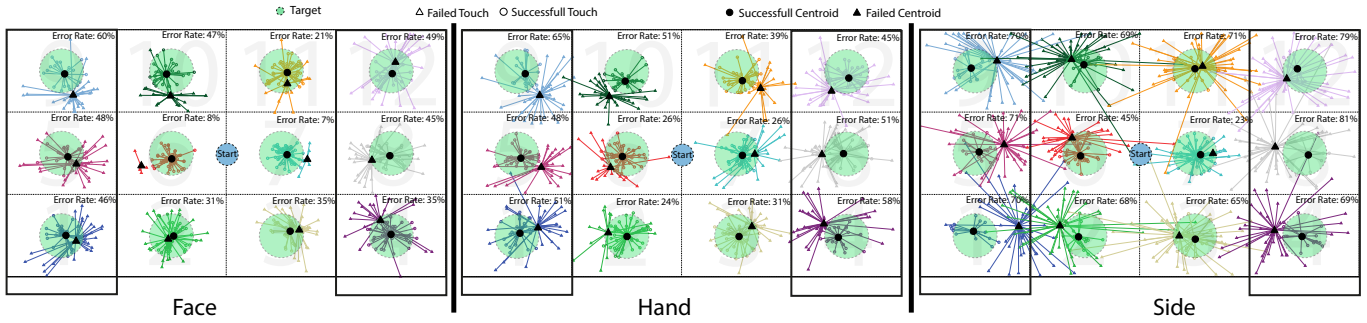 Target Failed Touch Successfull Touch Successfull Centroid Failed Centroid
Error Rate: 60% Error Rate: 47% Error Rate: 21% Error Rate: 49%
Error Rate: 48% Error Rate: 8% Error Rate: 7% Error Rate: 45%
Start
Error Rate: 46% Error Rate: 31% Error Rate: 35% Error Rate: 35%
Face
Error Rate: 65% Error Rate: 51% Error Rate: 39% Error Rate: 45%
Error Rate: 48% Error Rate: 26% Error Rate: 26% Error Rate: 51%
Start
Error Rate: 51% Error Rate: 24% Error Rate: 31% Error Rate: 58%
Hand
Error Rate: 70% Error Rate: 69% Error Rate: 71% Error Rate: 79%
Error Rate: 71% Error Rate: 45% Error Rate: 23% Error Rate: 81%
Start
Error Rate: 70% Error Rate: 68% Error Rate: 65% Error Rate: 69%
Side